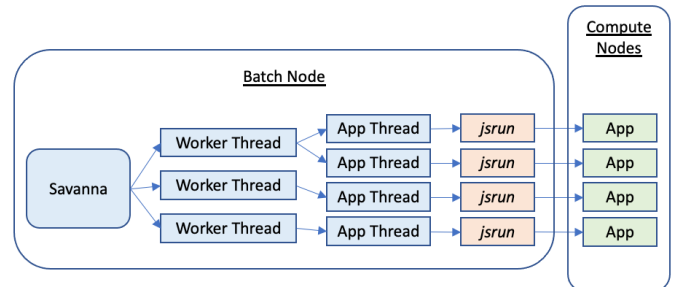 Compute
Nodes
Batch Node
Savanna
Worker Thread
Worker Thread
Worker Thread
App Thread
App Thread
App Thread
App Thread
jsrun
jsrun
jsrun
jsrun
App
App
App
App